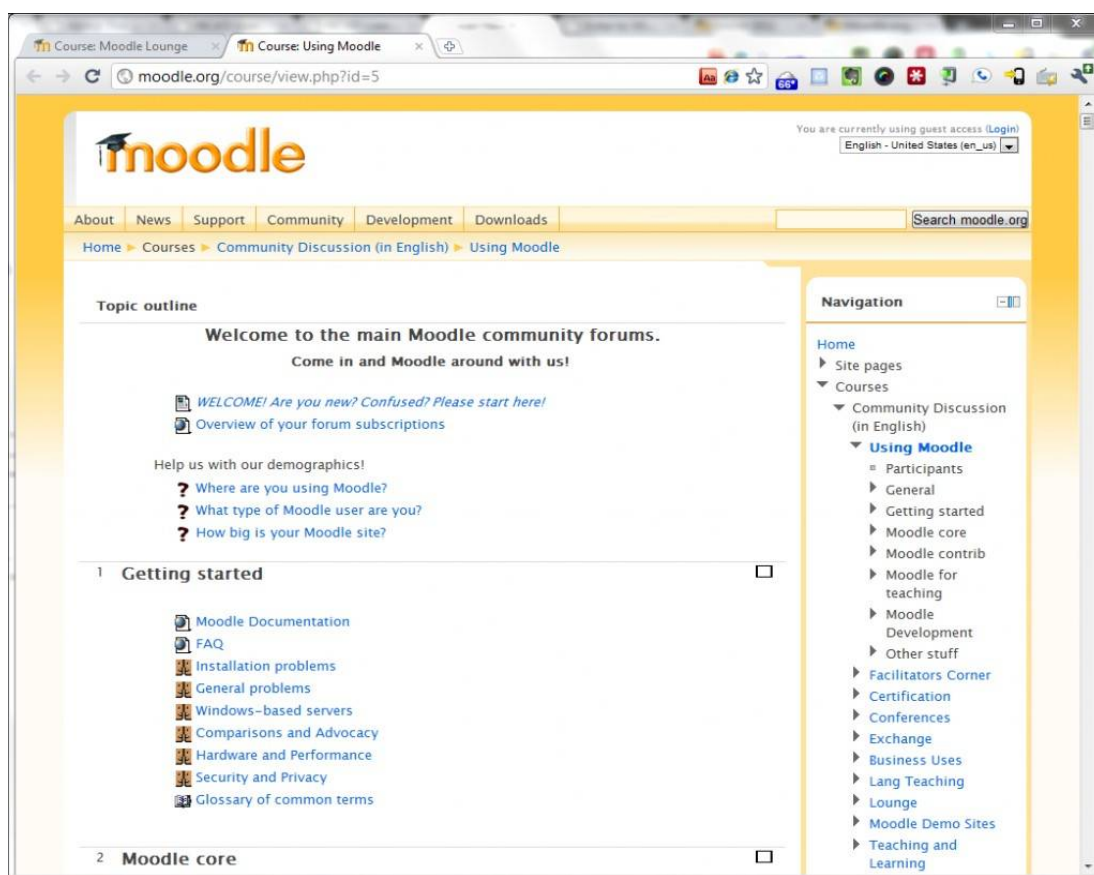 Course: Moodle Lounge
Course: Using Moodle
moodle.org/course/view.php?id=5
Aa
66°
moodle
You are currently using guest access (Login)
English - United States (en_us)
About News Support Community Development Downloads
Search moodle.org
Home ► Courses ► Community Discussion (in English) ► Using Moodle
Topic outline
Welcome to the main Moodle community forums.
Come in and Moodle around with us!
WELCOME! Are you new? Confused? Please start here!
Overview of your forum subscriptions
Help us with our demographics!
? Where are you using Moodle?
? What type of Moodle user are you?
? How big is your Moodle site?
1 Getting started
Moodle Documentation
FAQ
Installation problems
General problems
Windows-based servers
Comparisons and Advocacy
Hardware and Performance
Security and Privacy
Glossary of common terms
2 Moodle core
Navigation
Home
Site pages
Courses
Community Discussion
(in English)
Using Moodle
Participants
General
Getting started
Moodle core
Moodle contrib
Moodle for
teaching
Moodle
Development
Other stuff
Facilitators Corner
Certification
Conferences
Exchange
Business Uses
Lang Teaching
Lounge
Moodle Demo Sites
Teaching and
Learning